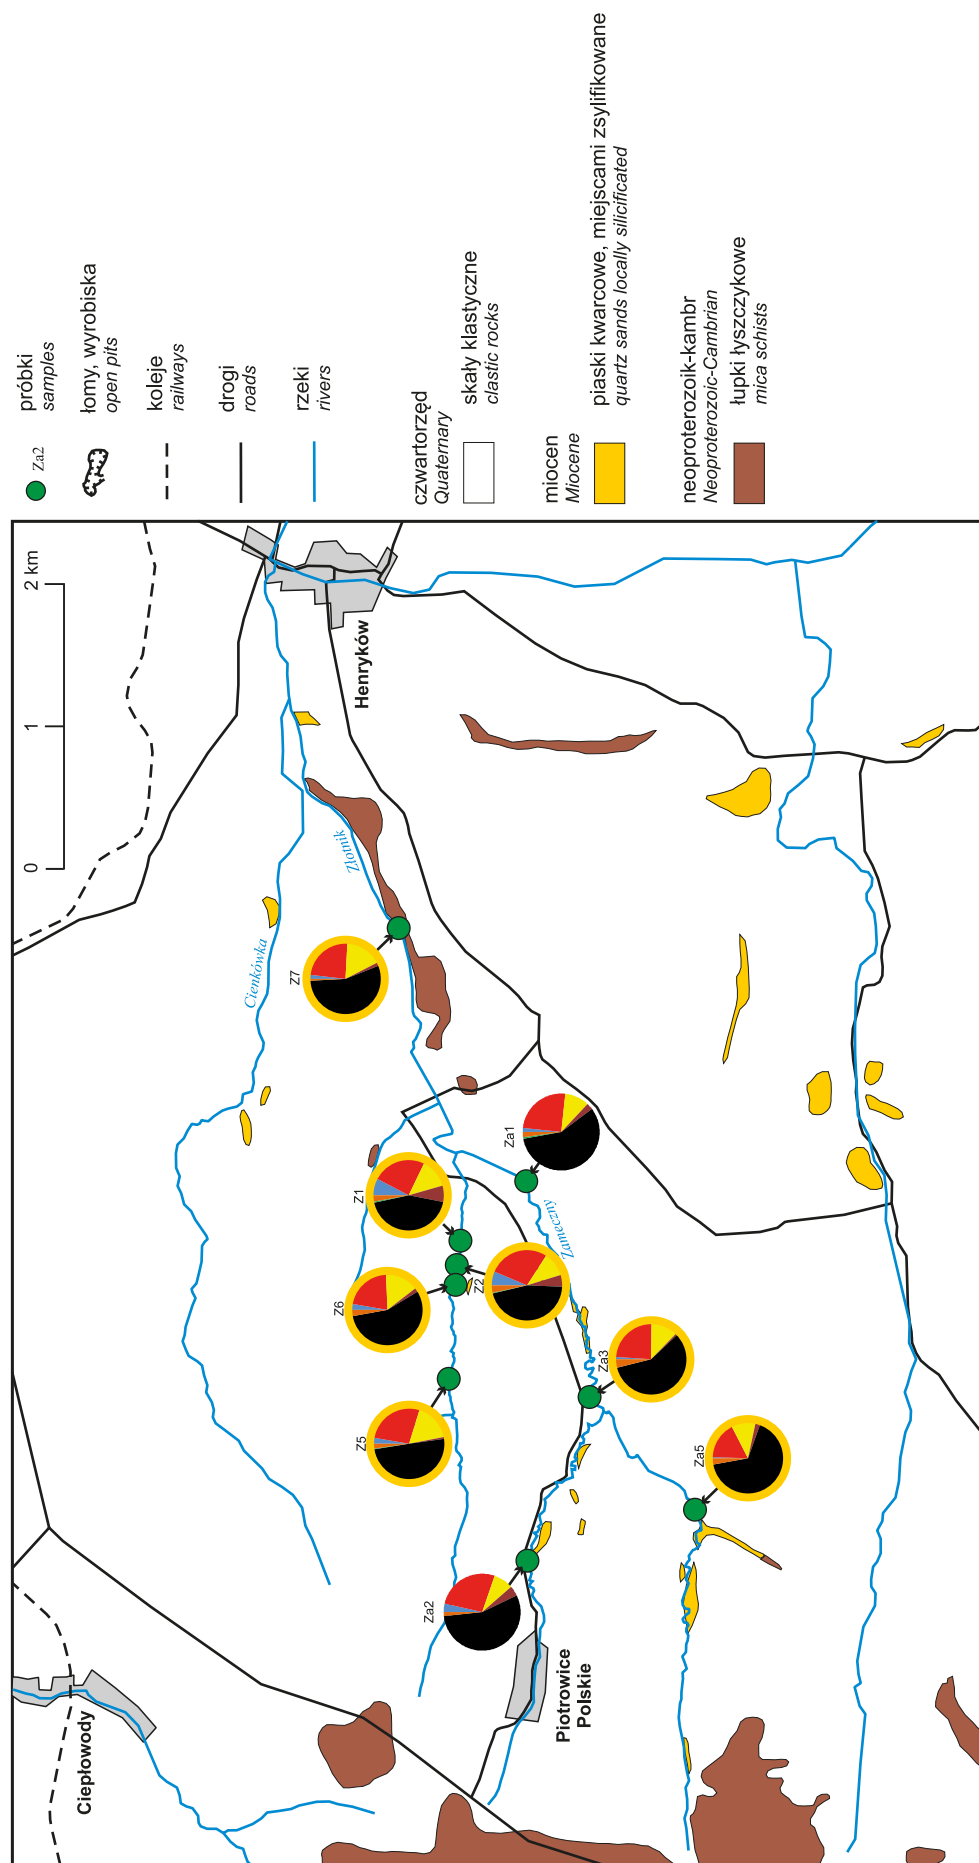 próbki
samples
Za2
łomy, wyrobiska
open pits
koleje
railways
drogi
roads
rzeki
rivers
czwartorzęd
Quaternary
skały klastyczne
clastic rocks
miocen
Miocene
piaski kwarcowe, miejscami zsylifikowane
quartz sands locally silicificated
neoproterozoik-kambr
Neoproterozoic-Cambrian
łupki łyszczykowe
mica schists
0
1
2 km
Henryków
Cienkówka
Złotnik
Z7
Za1
Z1
Zameczny
Z6
Z2
Za3
Z5
Za5
Za2
Piotrowice
Polskie
Ciepłowody